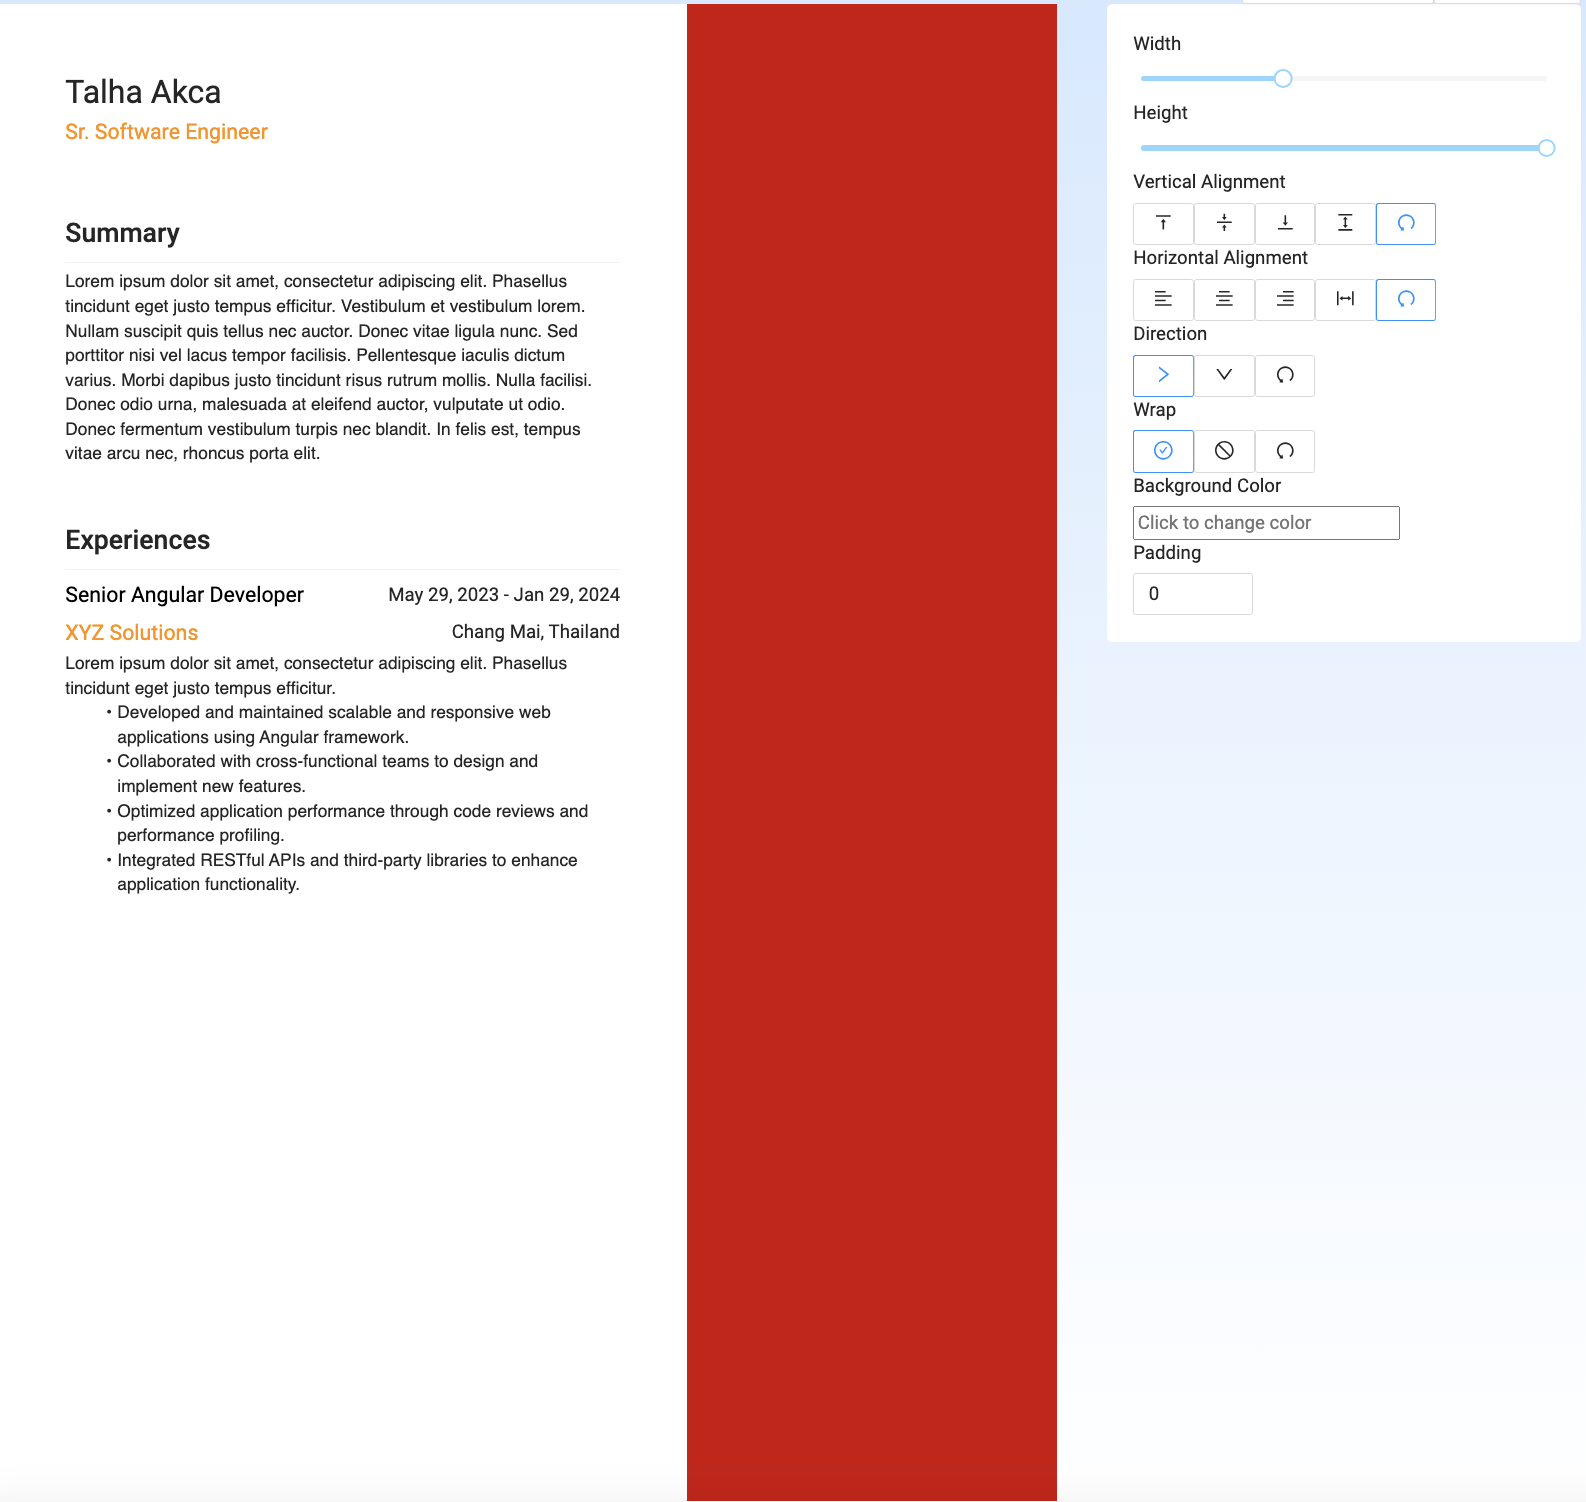 Talha Akca
Sr. Software Engineer
Summary
Lorem ipsum dolor sit amet, consectetur adipiscing elit. Phasellus
tincidunt eget justo tempus efficitur. Vestibulum et vestibulum lorem.
Nullam suscipit quis tellus nec auctor. Donec vitae ligula nunc. Sed
porttitor nisi vel lacus tempor facilisis. Pellentesque iaculis dictum
varius. Morbi dapibus justo tincidunt risus rutrum mollis. Nulla facilisi.
Donec odio urna, malesuada at eleifend auctor, vulputate ut odio.
Donec fermentum vestibulum turpis nec blandit. In felis est, tempus
vitae arcu nec, rhoncus porta elit.
Experiences
Senior Angular Developer May 29, 2023 - Jan 29, 2024
XYZ Solutions Chang Mai, Thailand
Lorem ipsum dolor sit amet, consectetur adipiscing elit. Phasellus
tincidunt eget justo tempus efficitur.
• Developed and maintained scalable and responsive web
applications using Angular framework.
• Collaborated with cross-functional teams to design and
implement new features.
• Optimized application performance through code reviews and
performance profiling.
• Integrated RESTful APIs and third-party libraries to enhance
application functionality.
Width
Height
Vertical Alignment
Horizontal Alignment
Direction
Wrap
Background Color
Click to change color
Padding
0